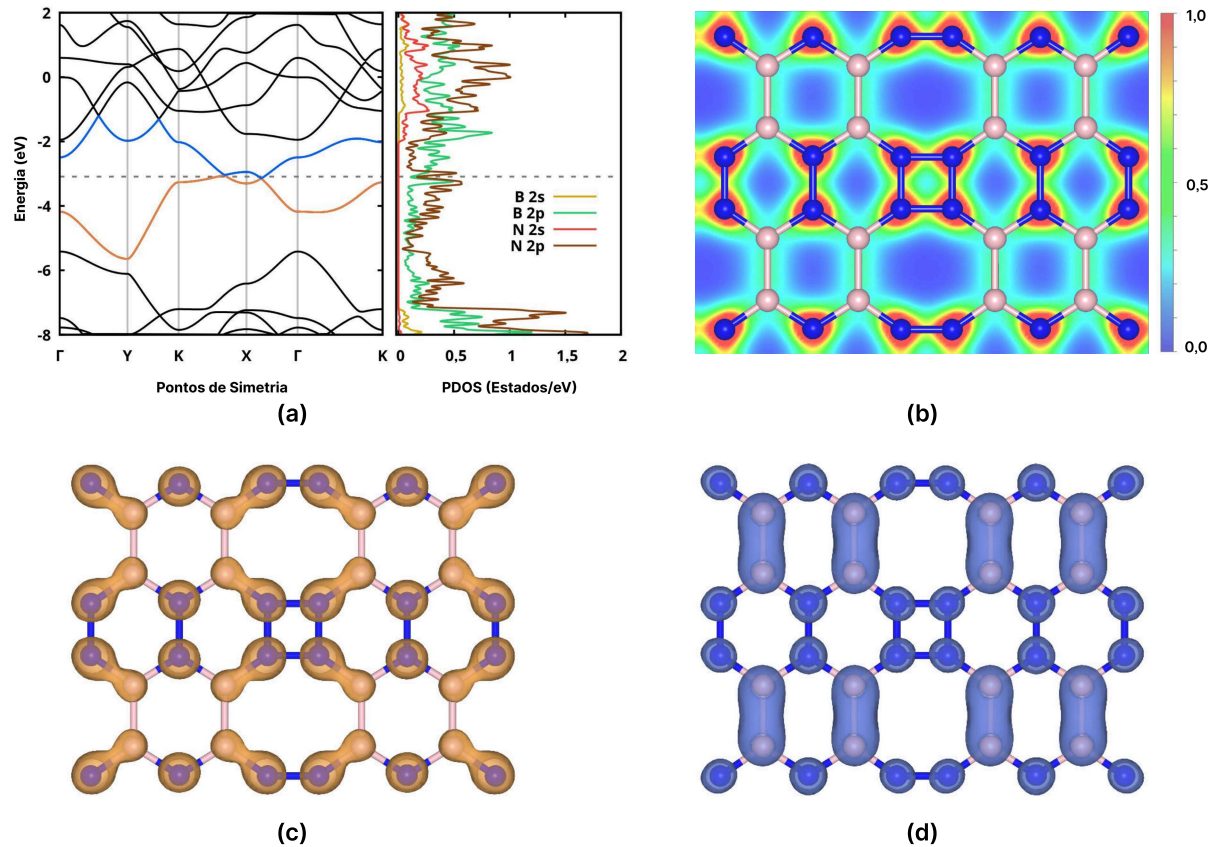 Energia (eV)
2
0
-2
-4
-6
-8
Γ Y K X Γ K
Pontos de Simetria
B 2s
B 2p
N 2s
N 2p
0 0,5 1 1,5 2
PDOS (Estados/eV)
(a)
1,0
0,5
0,0
(b)
(c)
(d)